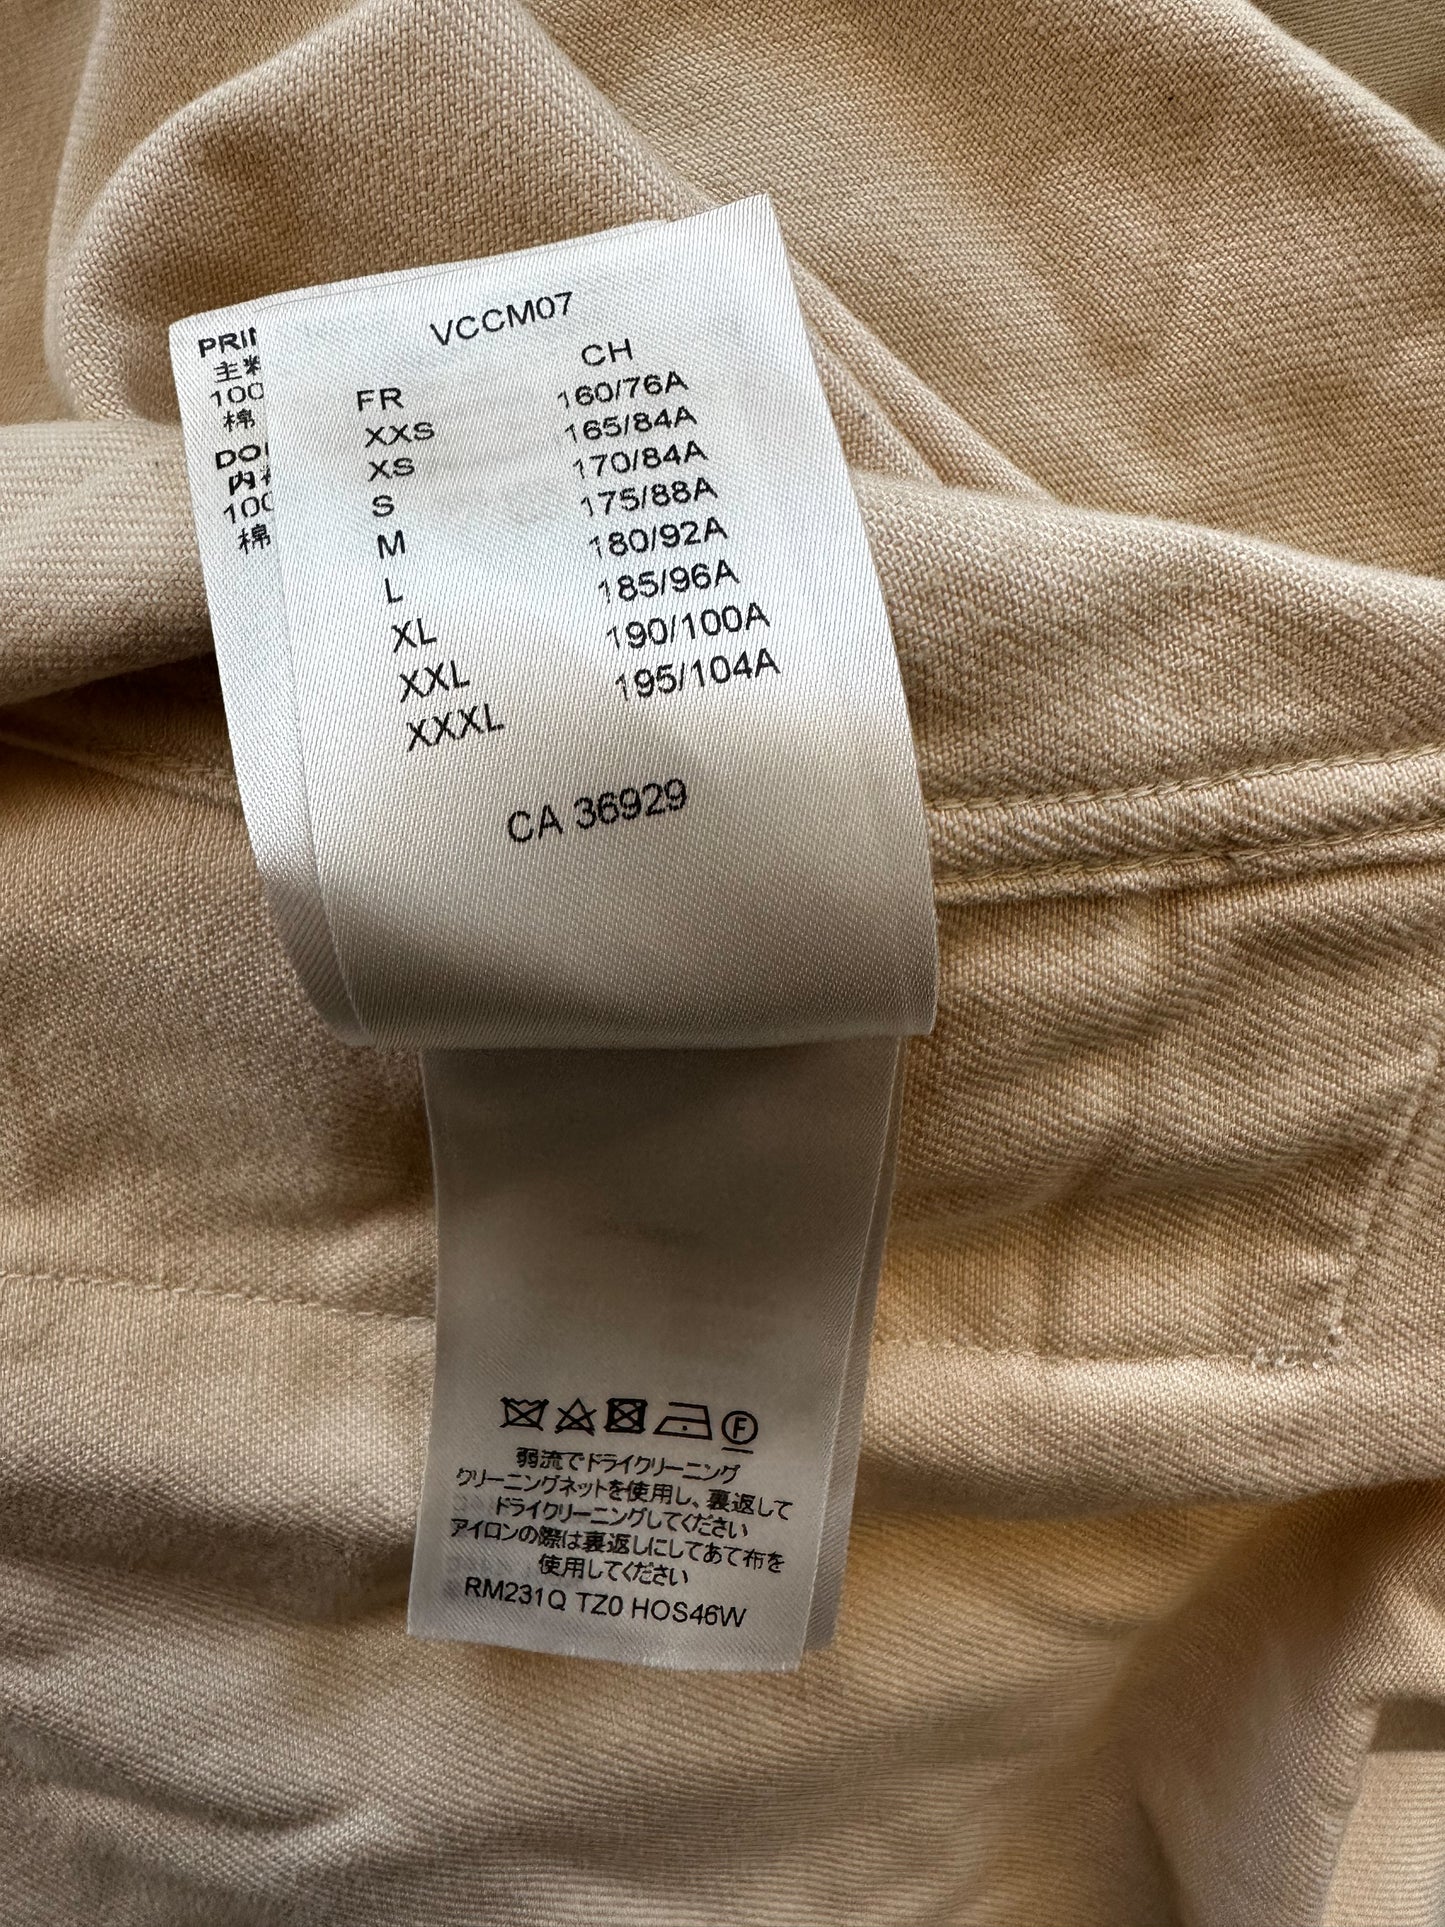 VCCM07
FR CH
XXS 160/76A
XS 165/84A
S 170/84A
M 175/88A
L 180/92A
XL 185/96A
XXL 190/100A
XXXL 195/104A
CA 36929
主
100
棉
100
棉
F
弱流でドライクリーニング
クリーニングネットを使用し、裏返して
ドライクリーニングしてください
アイロンの際は裏返しにしてあて布を
使用してください
RM231Q TZ0 HOS46W